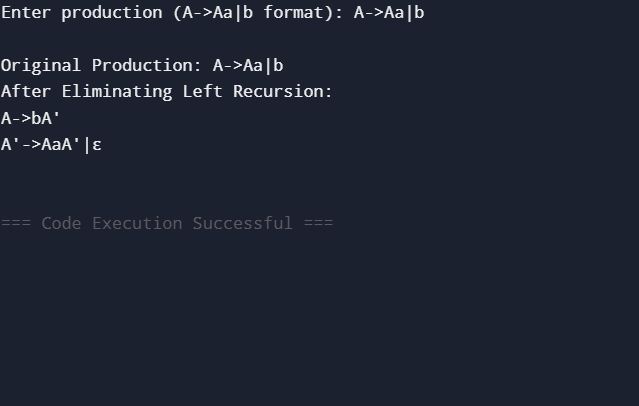 Enter production (A->Aa|b format): A->Aa|b
Original Production: A->Aa|b
After Eliminating Left Recursion:
A->bA'
A'->AaA'|ε
=== Code Execution Successful ===